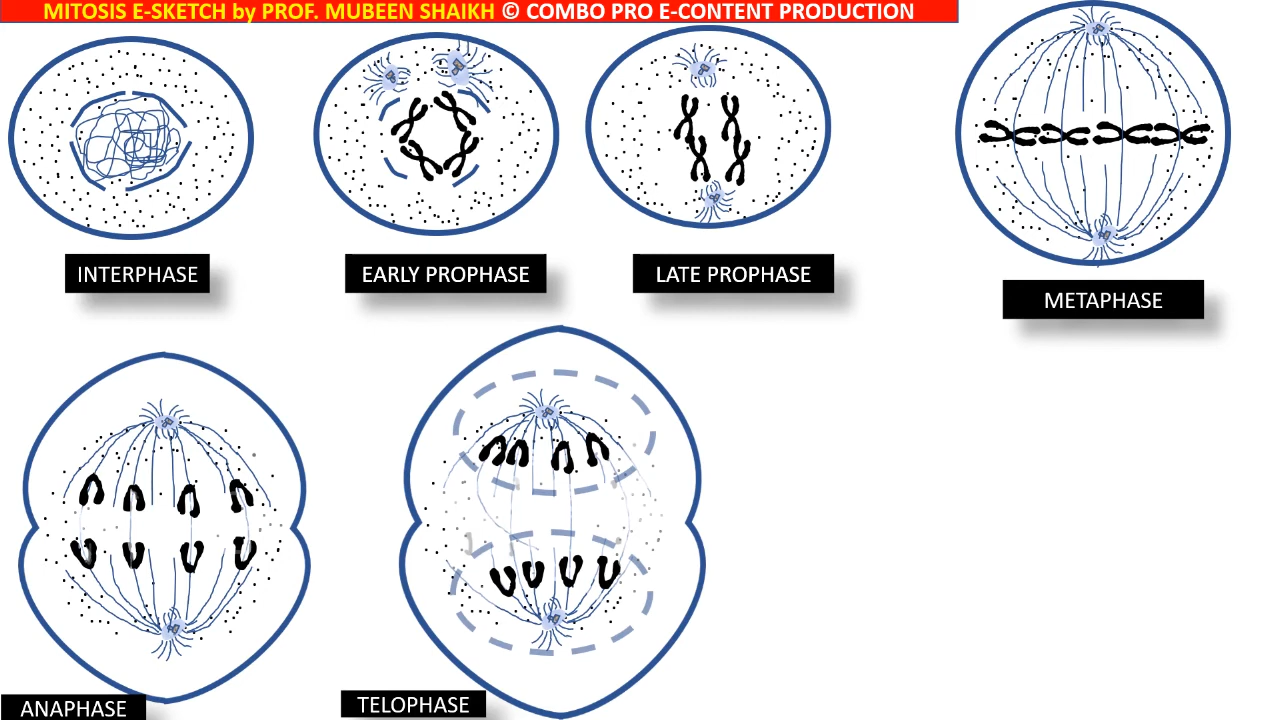 MITOSIS E-SKETCH by PROF. MUBEEN SHAIKH © COMBO PRO E-CONTENT PRODUCTION
INTERPHASE
EARLY PROPHASE
LATE PROPHASE
METAPHASE
ANAPHASE
TELOPHASE